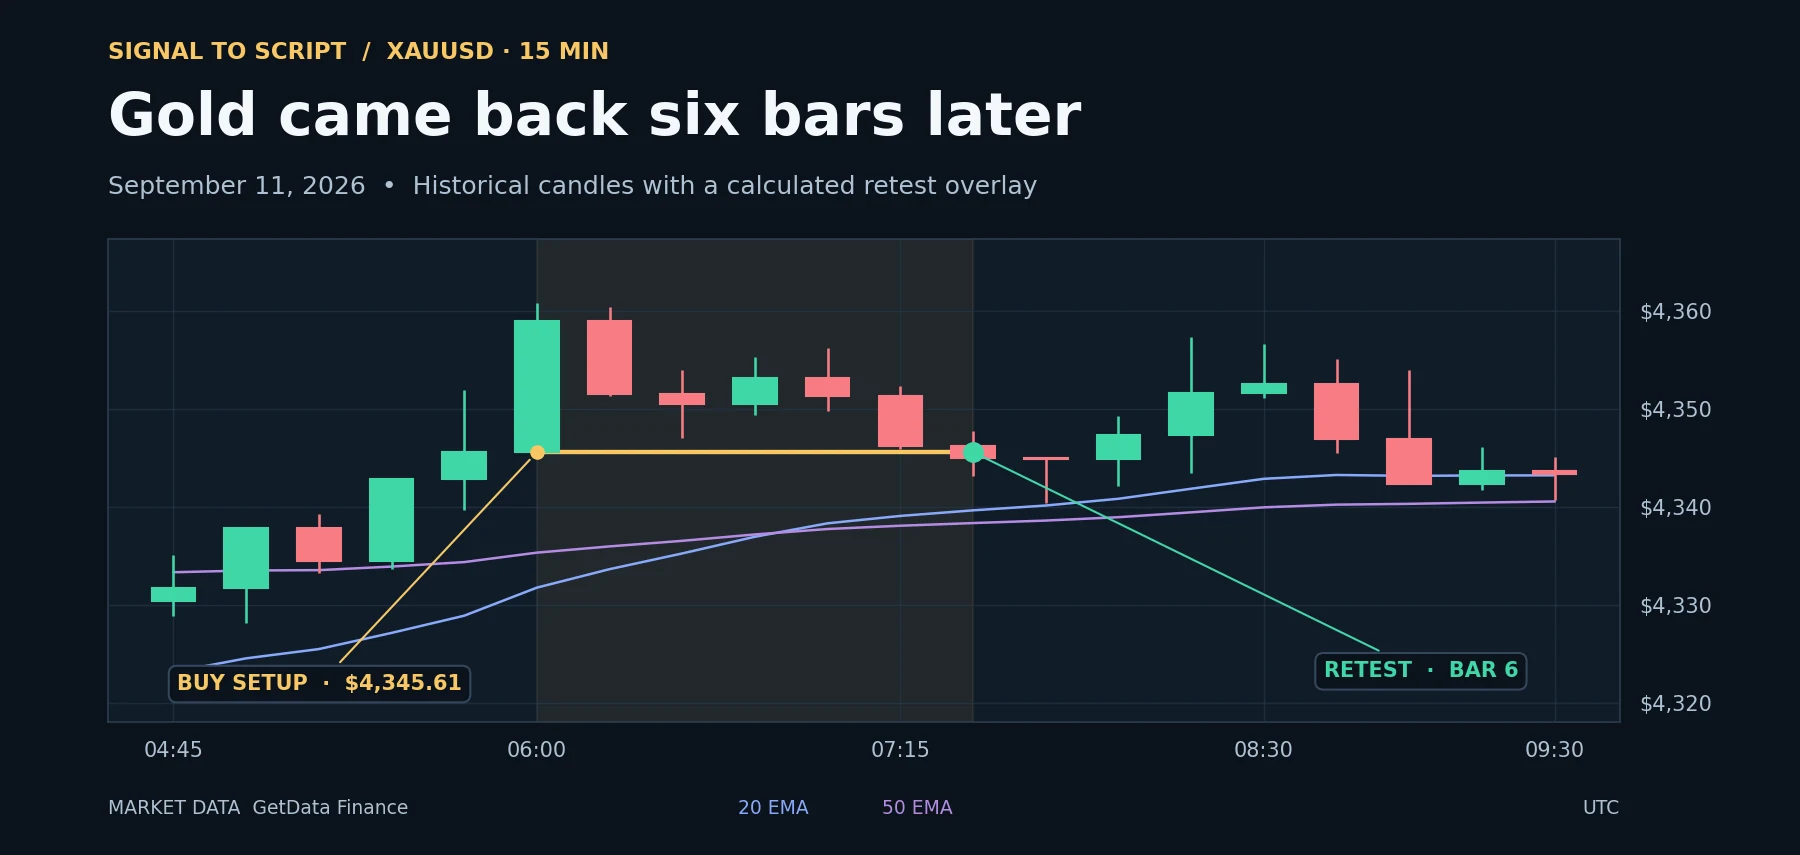 SIGNAL TO SCRIPT / XAUUSD · 15 MIN
Gold came back six bars later
September 11, 2026 • Historical candles with a calculated retest overlay
$4,360
$4,350
$4,340
$4,330
$4,320
BUY SETUP · $4,345.61
RETEST · BAR 6
04:45 06:00 07:15 08:30 09:30
MARKET DATA GetData Finance 20 EMA 50 EMA UTC